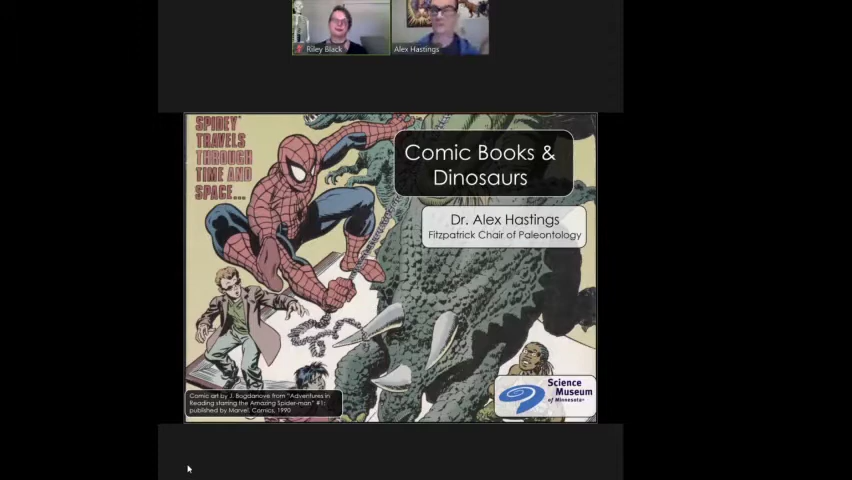 Riley Black
Alex Hastings
SPIDEY
TRAVELS
THROUGH
TIME AND
SPACE...
Comic Books &
Dinosaurs
Dr. Alex Hastings
Fitzpatrick Chair of Paleontology
Comic art by J. Bogdanove from "Adventures in
Reading starring the Amazing Spider-man" #1;
published by Marvel Comics, 1990
Science
Museum
of Minnesota